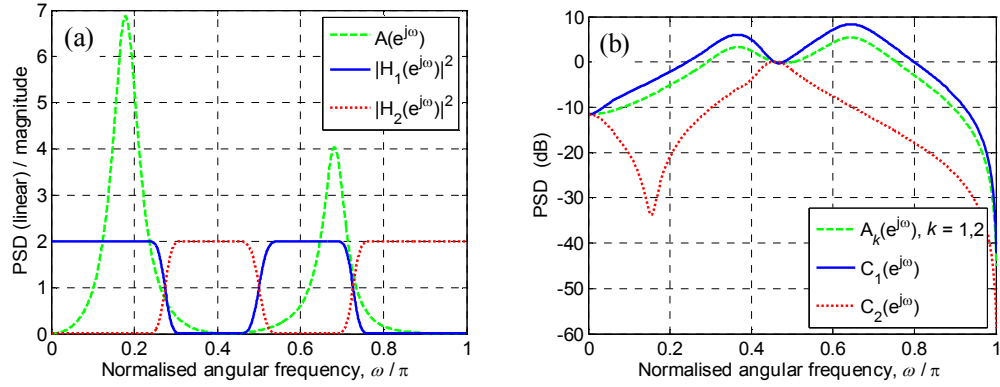 (a)
A(e^{jω})
|H_1(e^{jω})|^2
|H_2(e^{jω})|^2
PSD (linear) / magnitude
7
6
5
4
3
2
1
0
0 0.2 0.4 0.6 0.8 1
Normalised angular frequency, ω / π
(b)
PSD (dB)
10
0
-10
-20
-30
-40
-50
-60
A_k(e^{jω}), k = 1,2
C_1(e^{jω})
C_2(e^{jω})
0 0.2 0.4 0.6 0.8 1
Normalised angular frequency, ω / π